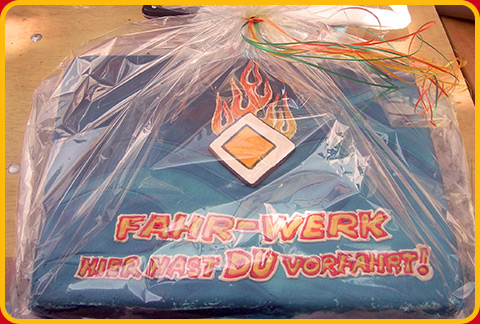 FAHR-WERK
HIER HAST DU VORFAHRT!